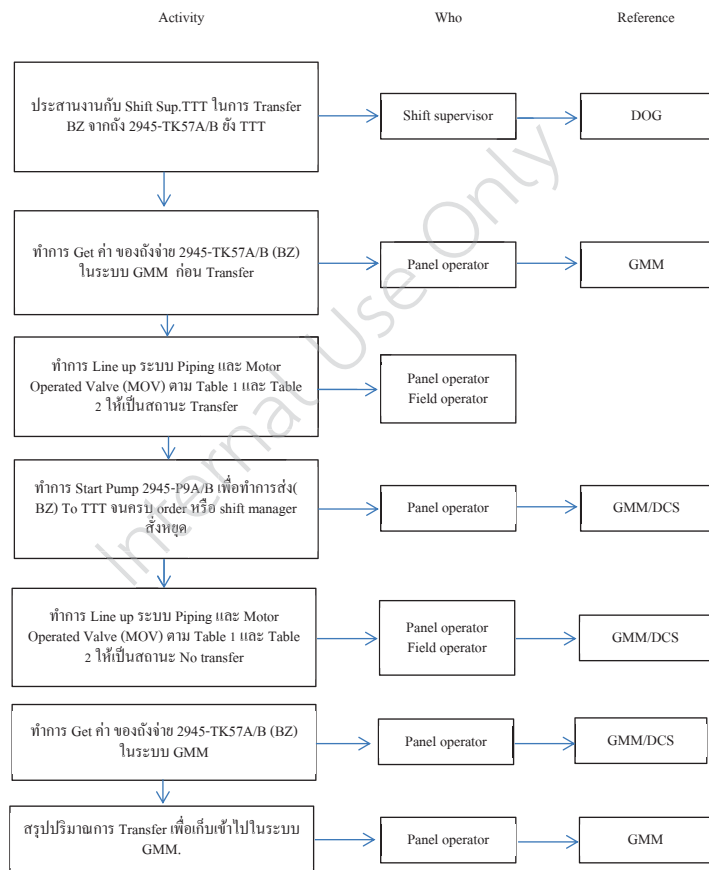 Activity Who Reference
ประสานงานกับ Shift Sup.TTT ในการ Transfer
BZ จากถัง 2945-TK57A/B ยัง TTT
Shift supervisor
DOG
ทำการ Get ค่า ของถังจ่าย 2945-TK57A/B (BZ)
ในระบบ GMM ก่อน Transfer
Panel operator
GMM
ทำการ Line up ระบบ Piping และ Motor
Operated Valve (MOV) ตาม Table 1 และ Table
2 ให้เป็นสถานะ Transfer
Panel operator
Field operator
ทำการ Start Pump 2945-P9A/B เพื่อทำการส่ง(
BZ) To TTT จนครบ order หรือ shift manager
สั่งหยุด
Panel operator
GMM/DCS
ทำการ Line up ระบบ Piping และ Motor
Operated Valve (MOV) ตาม Table 1 และ Table
2 ให้เป็นสถานะ No transfer
Panel operator
Field operator
GMM/DCS
ทำการ Get ค่า ของถังจ่าย 2945-TK57A/B (BZ)
ในระบบ GMM
Panel operator
GMM/DCS
สรุปปริมาณการ Transfer เพื่อเก็บเข้าไปในระบบ
GMM.
Panel operator
GMM
Internal Use Only